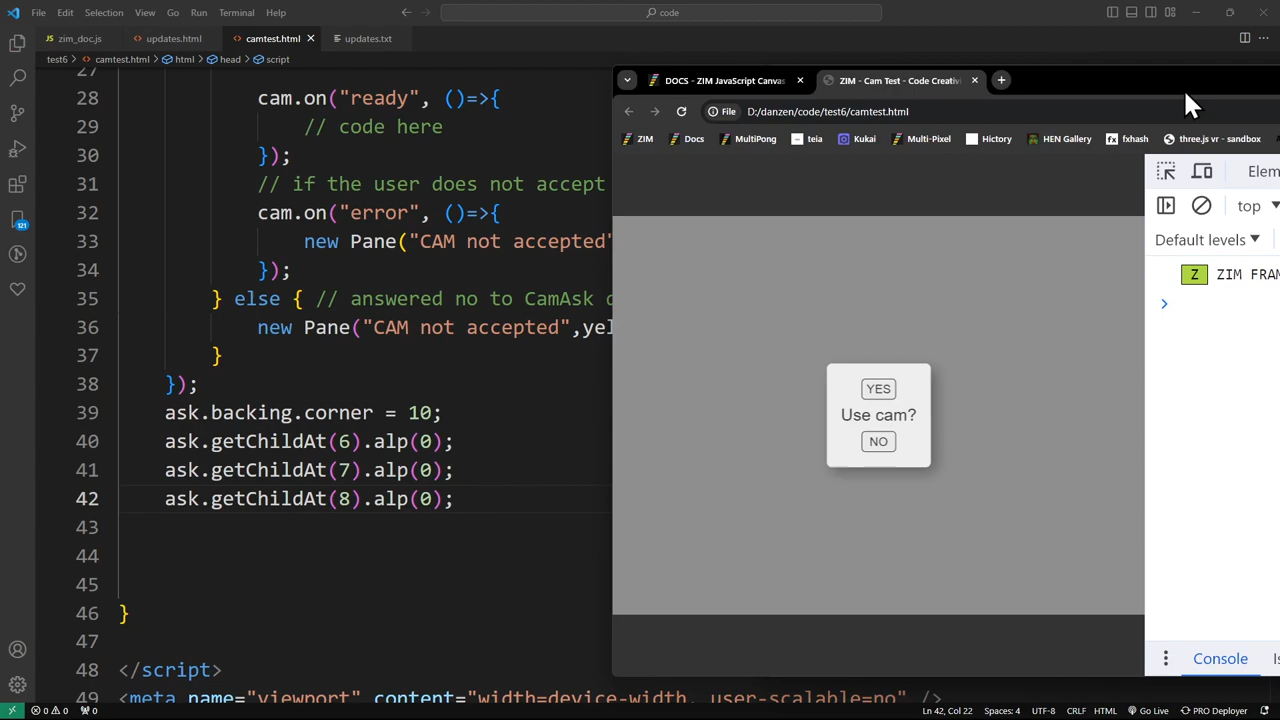 File Edit Selection View Go Run Terminal Help
code
zim_doc.js updates.html camtest.html updates.txt
test6 > camtest.html > html > head > script
27
28 cam.on("ready", ()=>{
29 // code here
30 });
31 // if the user does not accept
32 cam.on("error", ()=>{
33 new Pane("CAM not accepted"
34 });
35 } else { // answered no to CamAsk
36 new Pane("CAM not accepted",yel
37 }
38 });
39 ask.backing.corner = 10;
40 ask.getChildAt(6).alp(0);
41 ask.getChildAt(7).alp(0);
42 ask.getChildAt(8).alp(0);
43
44
45
46 }
47
48 </script>
49 <meta name="viewport" content="width=device-width, user-scalable=no" />
121
DOCS - ZIM JavaScript Canvas
ZIM - Cam Test - Code Creativi
File D:/danzen/code/test6/camtest.html
ZIM Docs MultiPong teia Kukai Multi-Pixel Hictory HEN Gallery fxhash three.js vr - sandbox
YES
Use cam?
NO
Elem
top
Default levels
Z ZIM FRAM
Console Is
0 0 0 Ln 42, Col 22 Spaces: 4 UTF-8 CRLF HTML Go Live PRO Deployer